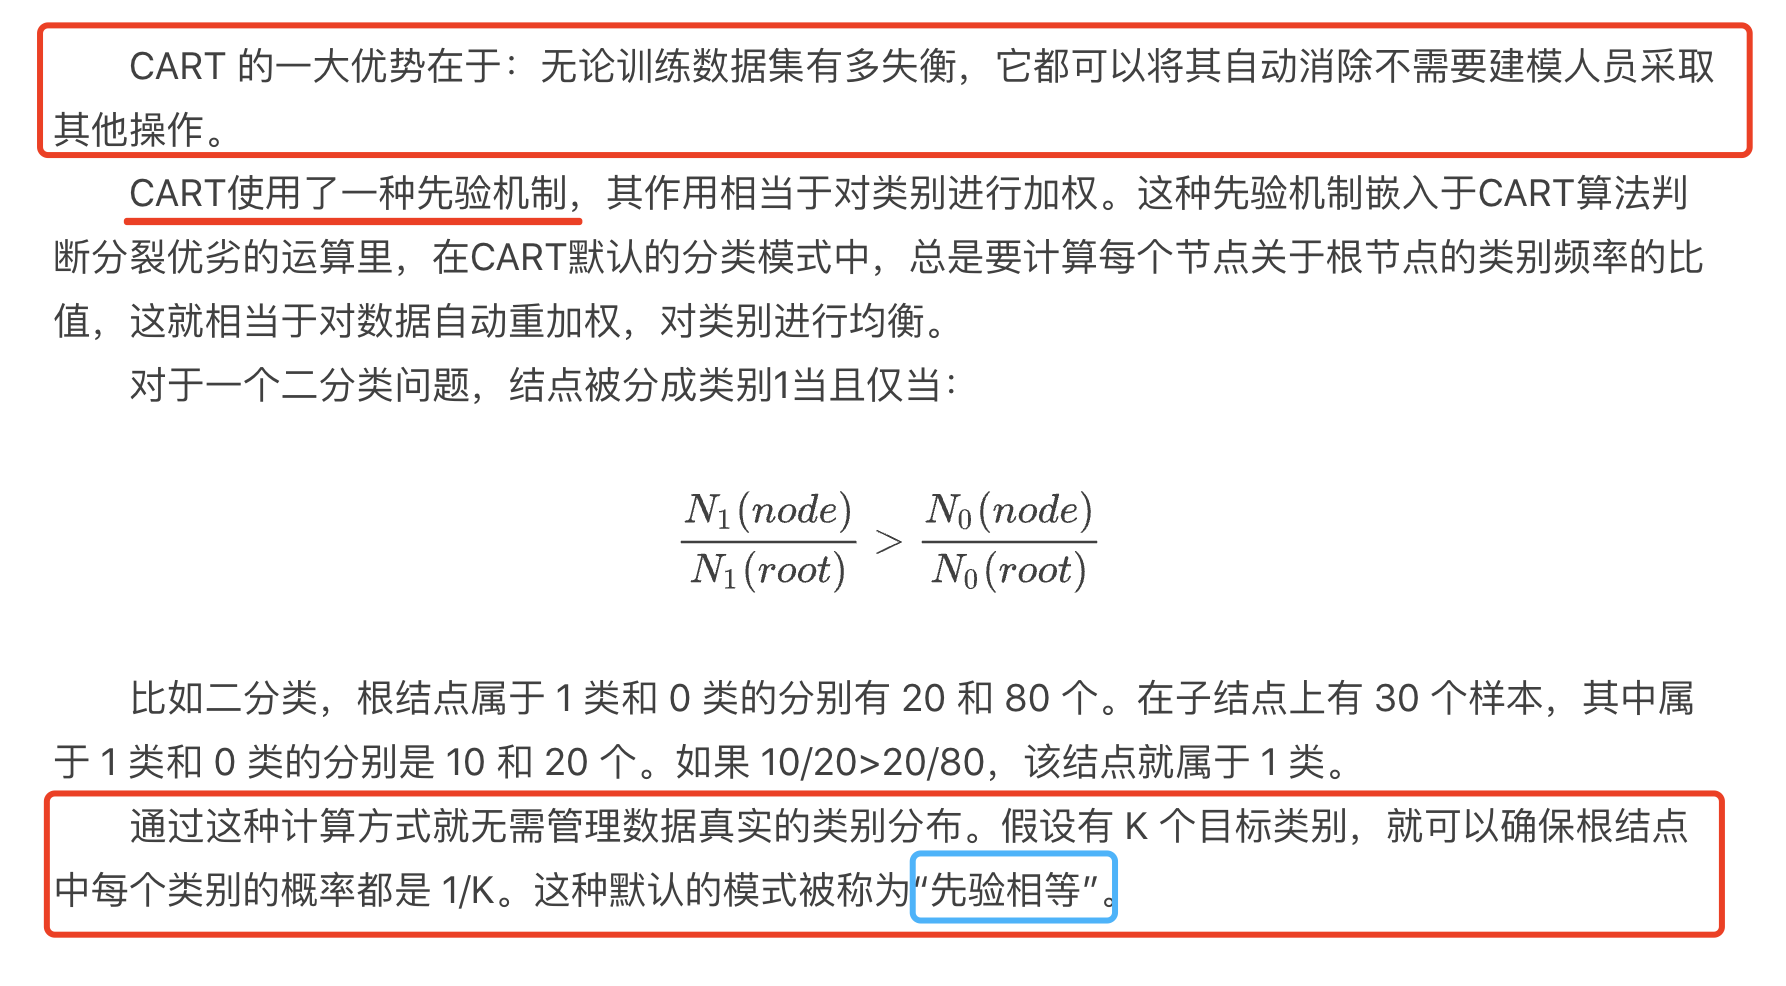 CART 的一大优势在于：无论训练数据集有多失衡，它都可以将其自动消除不需要建模人员采取
其他操作。
CART使用了一种先验机制，其作用相当于对类别进行加权。这种先验机制嵌入于CART算法判
断分裂优劣的运算里，在CART默认的分类模式中，总是要计算每个节点关于根节点的类别频率的比
值，这就相当于对数据自动重加权，对类别进行均衡。
对于一个二分类问题，结点被分成类别1当且仅当：
N₁(node)/N₁(root) > N₀(node)/N₀(root)
比如二分类，根结点属于 1 类和 0 类的分别有 20 和 80 个。在子结点上有 30 个样本，其中属
于 1 类和 0 类的分别是 10 和 20 个。如果 10/20>20/80，该结点就属于 1 类。
通过这种计算方式就无需管理数据真实的类别分布。假设有 K 个目标类别，就可以确保根结点
中每个类别的概率都是 1/K。这种默认的模式被称为“先验相等”。